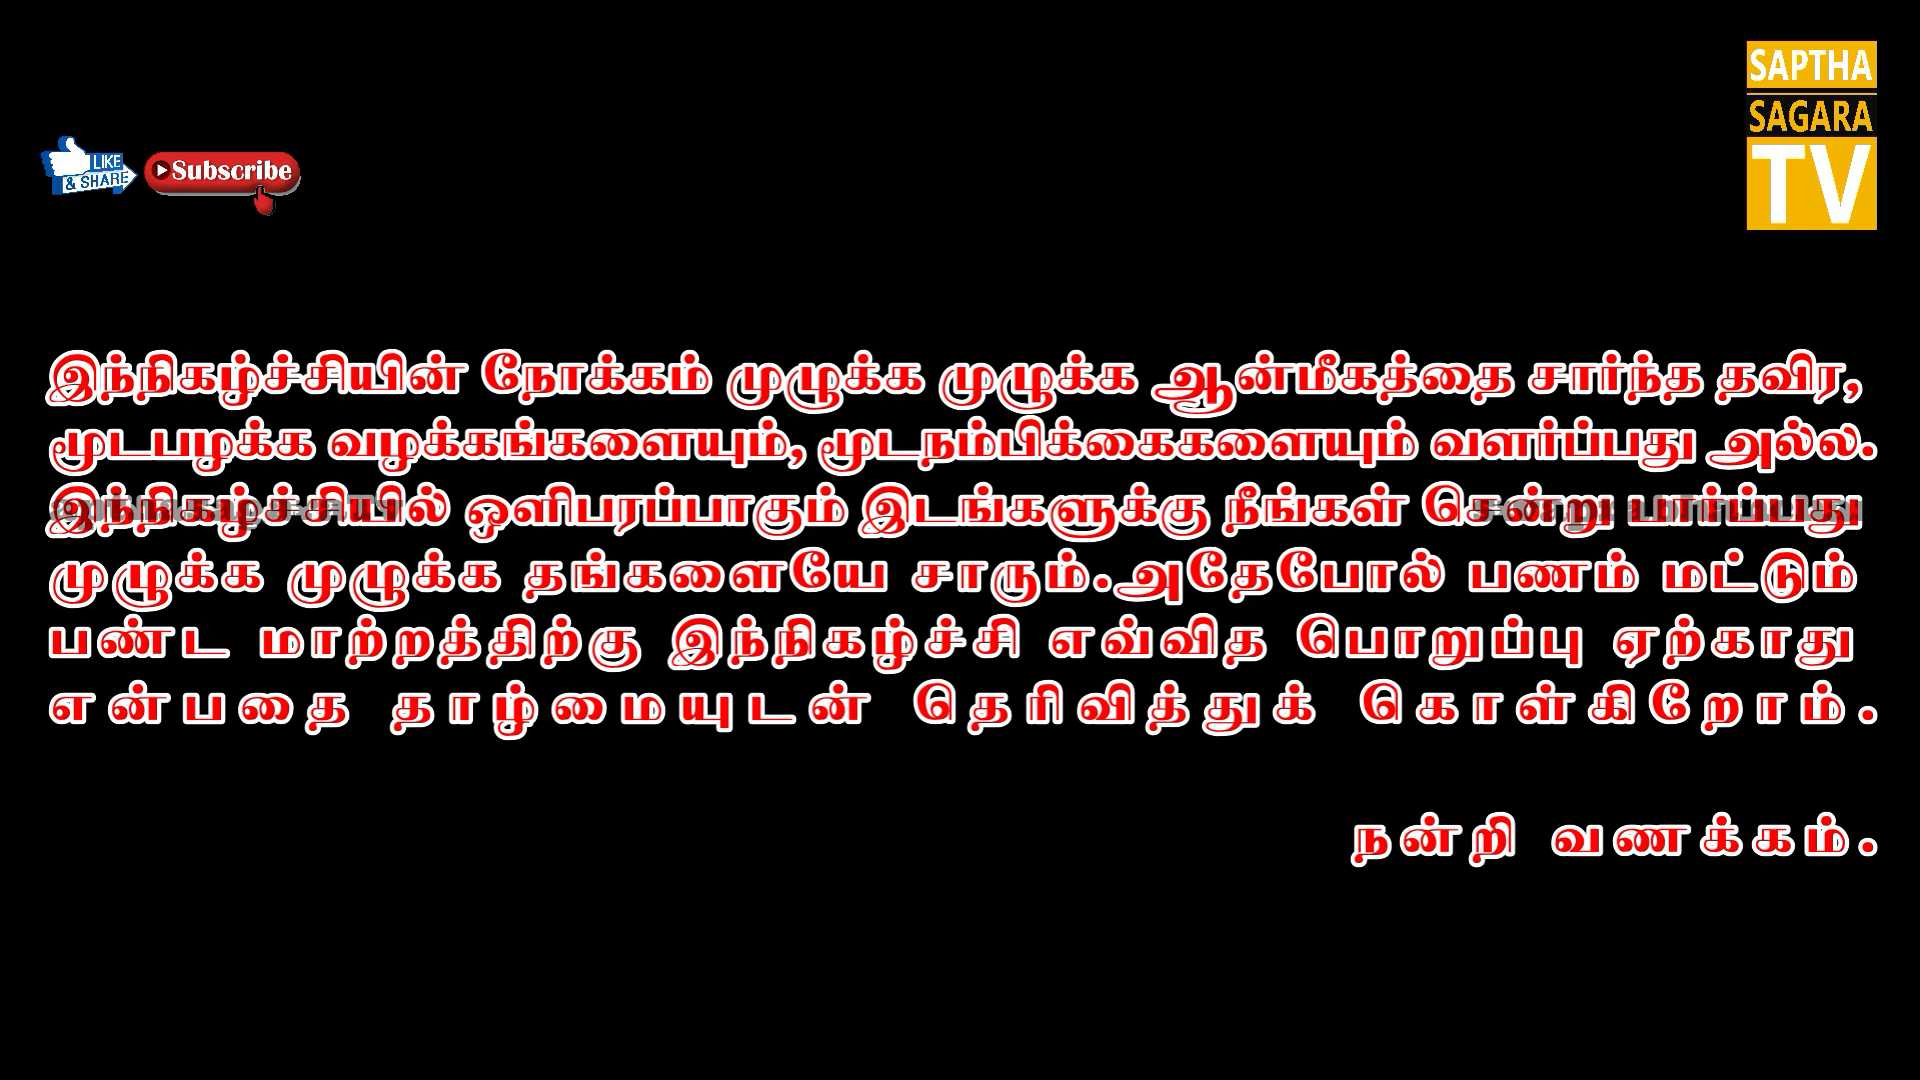 SAPTHA
SAGARA
TV
LIKE
& SHARE
Subscribe
இந்நிகழ்ச்சியின் நோக்கம் முழுக்க முழுக்க ஆன்மீகத்தை சார்ந்த தவிர,
மூடபழக்க வழக்கங்களையும், மூடநம்பிக்கைகளையும் வளர்ப்பது அல்ல.
இந்நிகழ்ச்சியில் ஒளிபரப்பாகும் இடங்களுக்கு நீங்கள் சென்று பார்ப்பது
முழுக்க முழுக்க தங்களையே சாரும்.அதேபோல் பணம் மட்டும்
பண்ட மாற்றத்திற்கு இந்நிகழ்ச்சி எவ்வித பொறுப்பு ஏற்காது
என்பதை தாழ்மையுடன் தெரிவித்துக் கொள்கிறோம்.
நன்றி வணக்கம்.